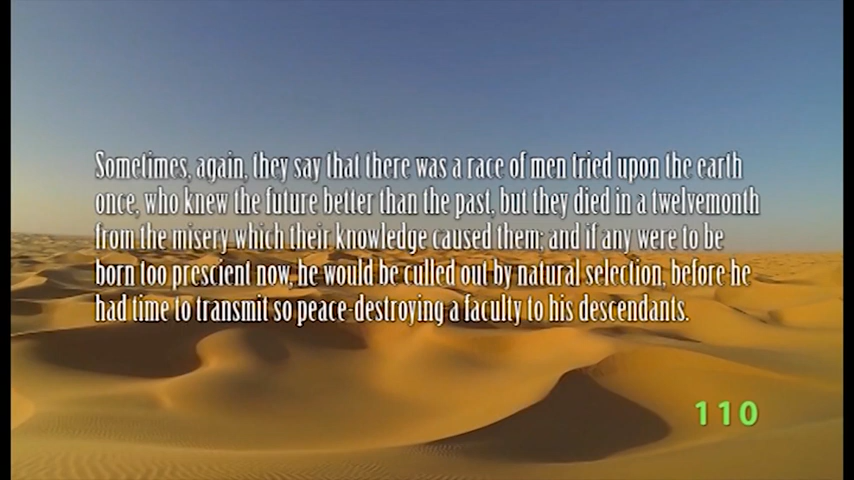 Sometimes, again, they say that there was a race of men tried upon the earth
once, who knew the future better than the past, but they died in a twelvemonth
from the misery which their knowledge caused them; and if any were to be
born too prescient now, he would be culled out by natural selection, before he
had time to transmit so peace-destroying a faculty to his descendants.
110